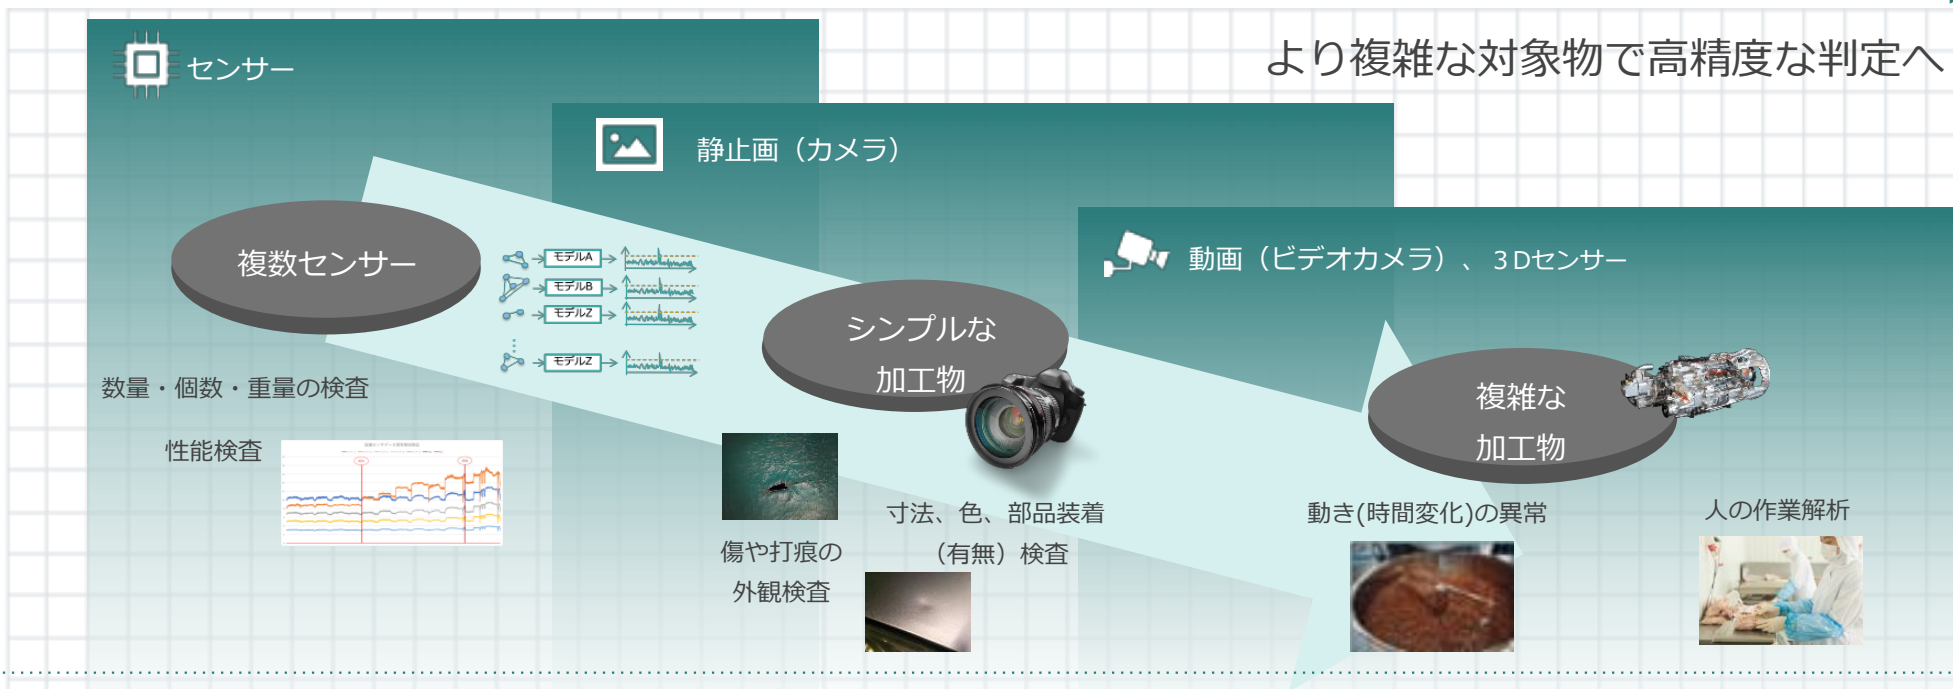 より複雑な対象物で高精度な判定へ
センサー
静止画（カメラ）
動画（ビデオカメラ）、３Dセンサー
複数センサー
モデルA
モデルB
モデルZ
モデルZ
シンプルな
加工物
複雑な
加工物
数量・個数・重量の検査
性能検査
傷や打痕の
外観検査
寸法、色、部品装着
（有無）検査
動き(時間変化)の異常
人の作業解析